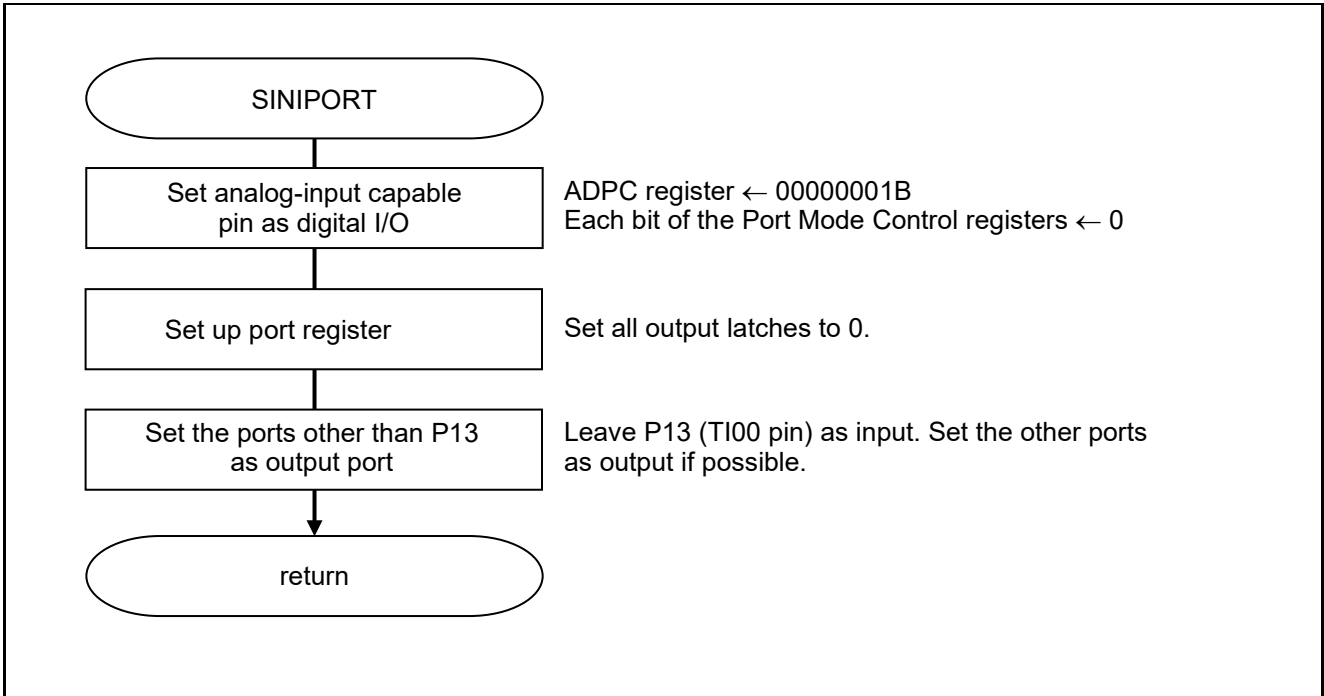 SINIPORT
Set analog-input capable
pin as digital I/O
ADPC register ← 00000001B
Each bit of the Port Mode Control registers ← 0
Set up port register
Set all output latches to 0.
Set the ports other than P13
as output port
Leave P13 (TI00 pin) as input. Set the other ports
as output if possible.
return